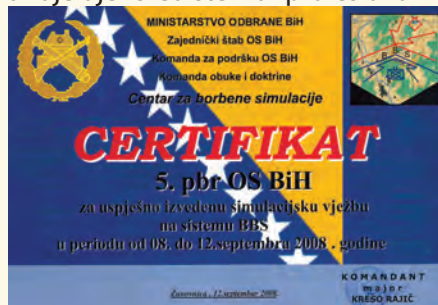 MINISTARSTVO ODBRANE BiH
Zajednički štab OS BiH
Komanda za podršku OS BiH
Komanda obuke i doktrine
Centar za borbene simulacije
CERTIFIKAT
5. pbr OS BiH
za uspješno izvedenu simulacijsku vježbu
na sistemu BBS
u periodu od 08. do 12.septembra 2008. godine
12.septembar 2008.
KOMANDANT
major
KREŠO RAJIČ